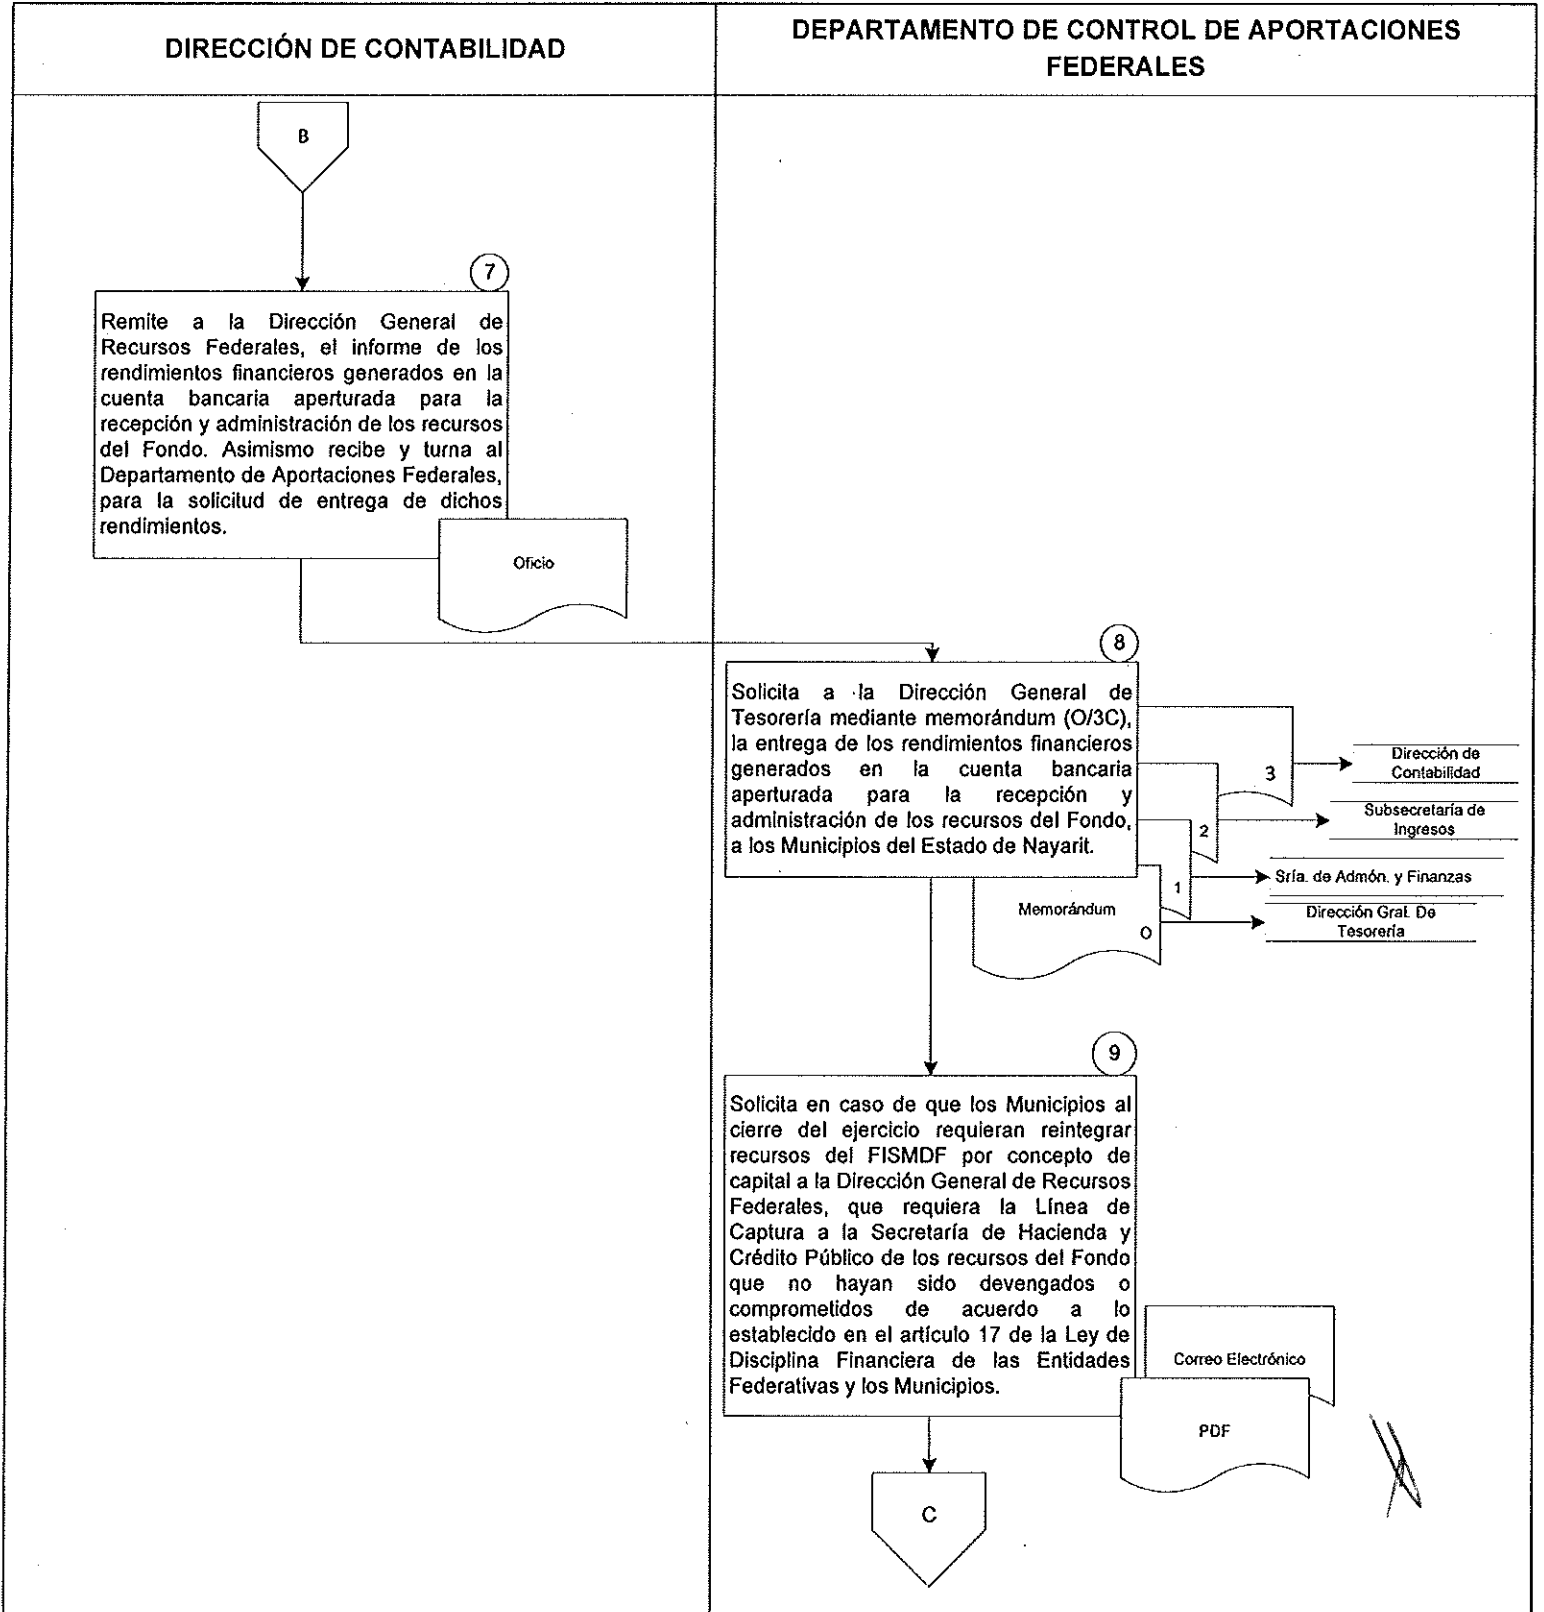 DIRECCIÓN DE CONTABILIDAD
DEPARTAMENTO DE CONTROL DE APORTACIONES
FEDERALES
B
7
Remite a la Dirección General de
Recursos Federales, el informe de los
rendimientos financieros generados en la
cuenta bancaria aperturada para la
recepción y administración de los recursos
del Fondo. Asimismo recibe y turna al
Departamento de Aportaciones Federales,
para la solicitud de entrega de dichos
rendimientos.
Oficio
8
Solicita a la Dirección General de
Tesorería mediante memorándum (O/3C),
la entrega de los rendimientos financieros
generados en la cuenta bancaria
aperturada para la recepción y
administración de los recursos del Fondo,
a los Municipios del Estado de Nayarit.
3
Dirección de
Contabilidad
2
Subsecretaría de
Ingresos
1
Sría. de Admón. y Finanzas
Memorándum
O
Dirección Gral. De
Tesorería
9
Solicita en caso de que los Municipios al
cierre del ejercicio requieran reintegrar
recursos del FISMDF por concepto de
capital a la Dirección General de Recursos
Federales, que requiera la Línea de
Captura a la Secretaría de Hacienda y
Crédito Público de los recursos del Fondo
que no hayan sido devengados o
comprometidos de acuerdo a lo
establecido en el artículo 17 de la Ley de
Disciplina Financiera de las Entidades
Federativas y los Municipios.
Correo Electrónico
PDF
C